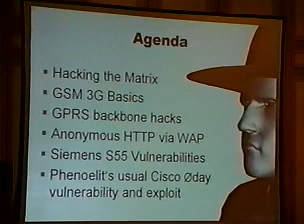 Agenda
▪ Hacking the Matrix
▪ GSM 3G Basics
▪ GPRS backbone hacks
▪ Anonymous HTTP via WAP
▪ Siemens S55 Vulnerabilities
▪ Phenoelit's usual Cisco Øday
vulnerability and exploit